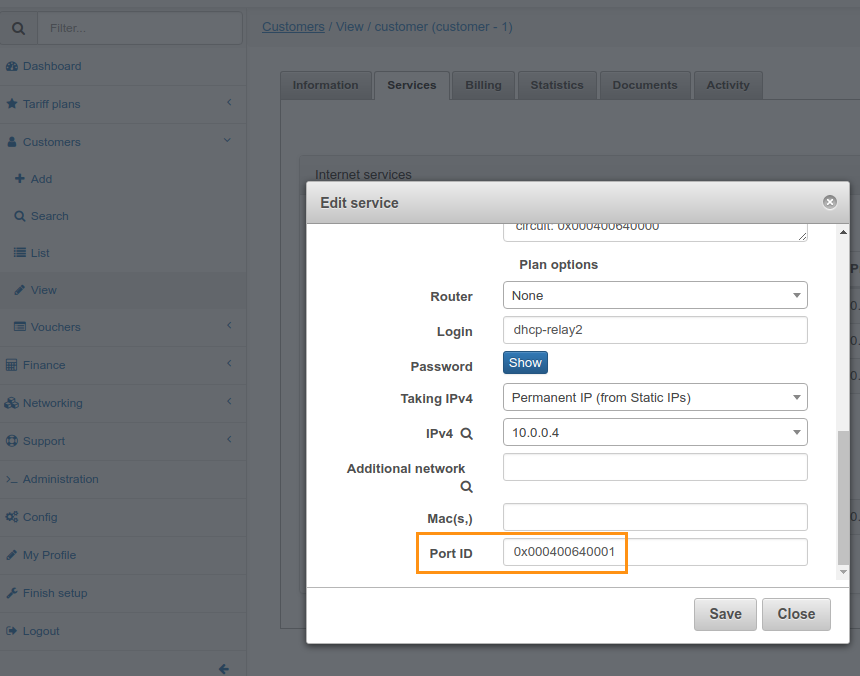 Filter...
Customers / View / customer (customer - 1)
Dashboard
Tariff plans
Customers
Add
Search
List
View
Vouchers
Finance
Networking
Support
Administration
Config
My Profile
Finish setup
Logout
Information Services Billing Statistics Documents Activity
Internet services
Edit service
circuit: 0x000400640000
Plan options
Router None
Login dhcp-relay2
Password Show
Taking IPv4 Permanent IP (from Static IPs)
IPv4 10.0.0.4
Additional network
Mac(s,)
Port ID 0x000400640001
Save Close